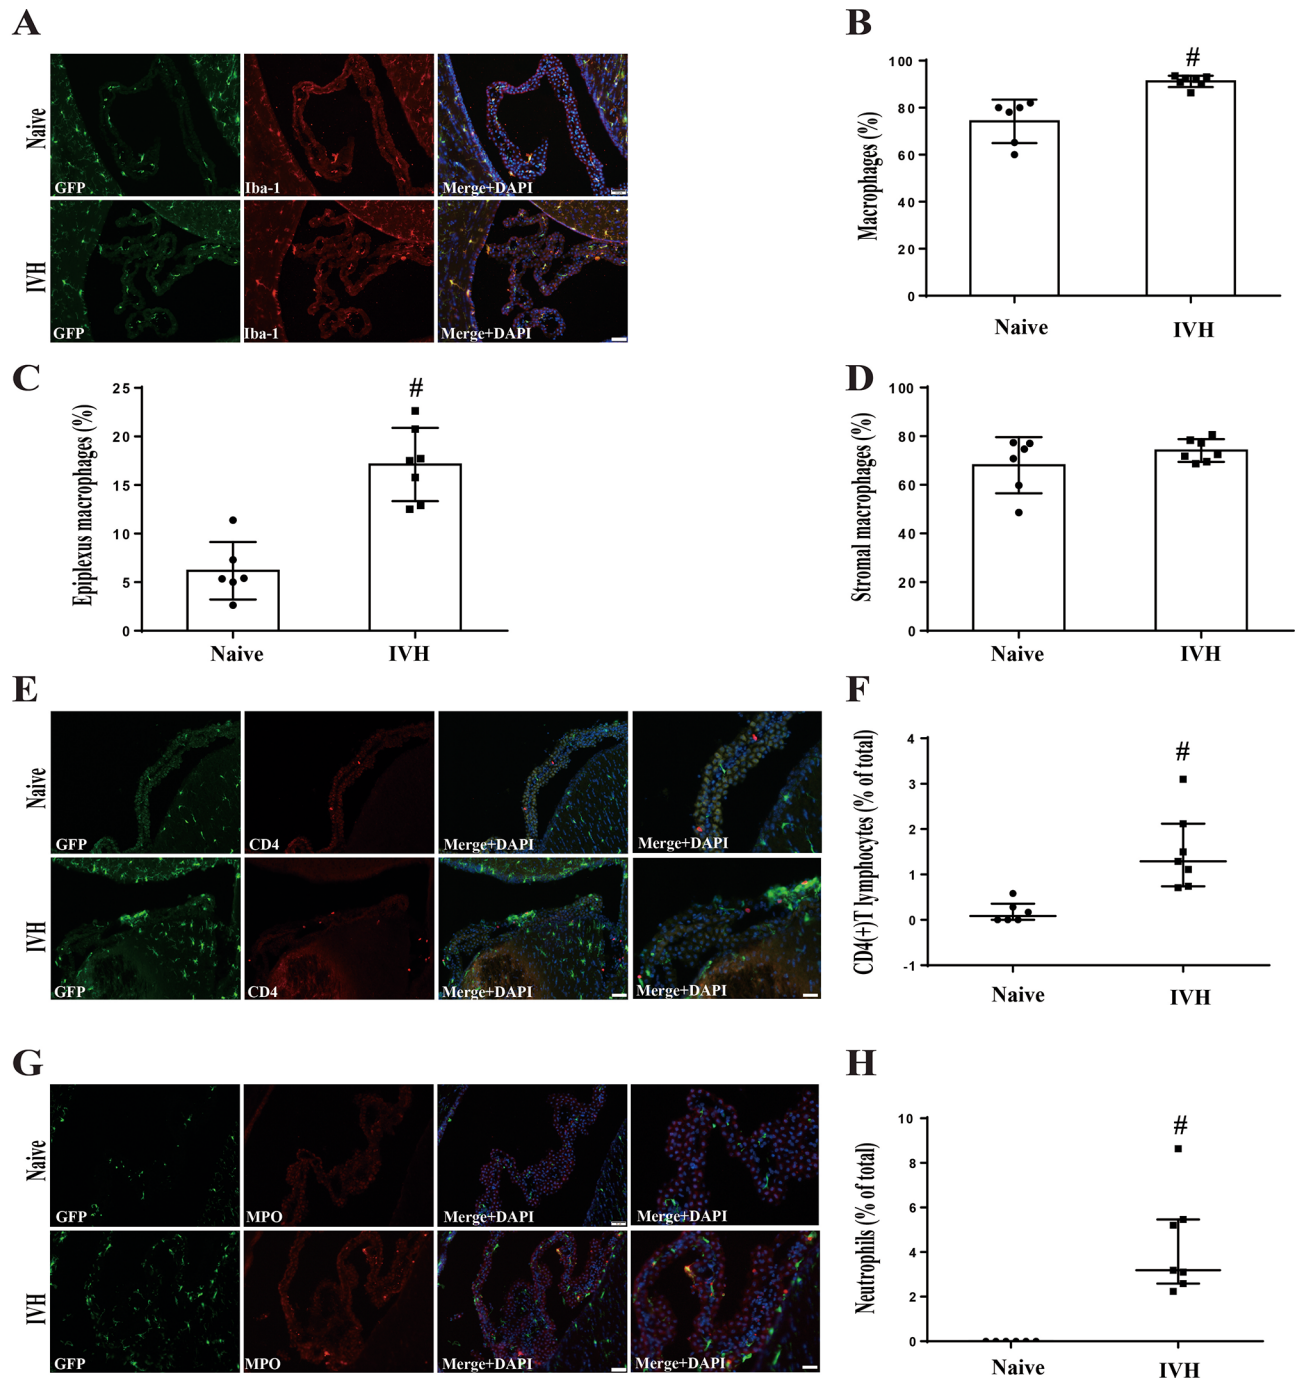 A
Naive
GFP
Iba-1
Merge+DAPI
IVH
GFP
Iba-1
Merge+DAPI
B
#
Macrophages (%)
100
80
60
40
20
0
Naive
IVH
C
#
Epiplexus macrophages (%)
25
20
15
10
5
0
Naive
IVH
D
Stromal macrophages (%)
100
80
60
40
20
0
Naive
IVH
E
Naive
GFP
CD4
Merge+DAPI
Merge+DAPI
IVH
GFP
CD4
Merge+DAPI
Merge+DAPI
F
#
CD4(+)T lymphocytes (% of total)
4
3
2
1
0
-1
Naive
IVH
G
Naive
GFP
MPO
Merge+DAPI
Merge+DAPI
IVH
GFP
MPO
Merge+DAPI
Merge+DAPI
H
#
Neutrophils (% of total)
10
8
6
4
2
0
Naive
IVH